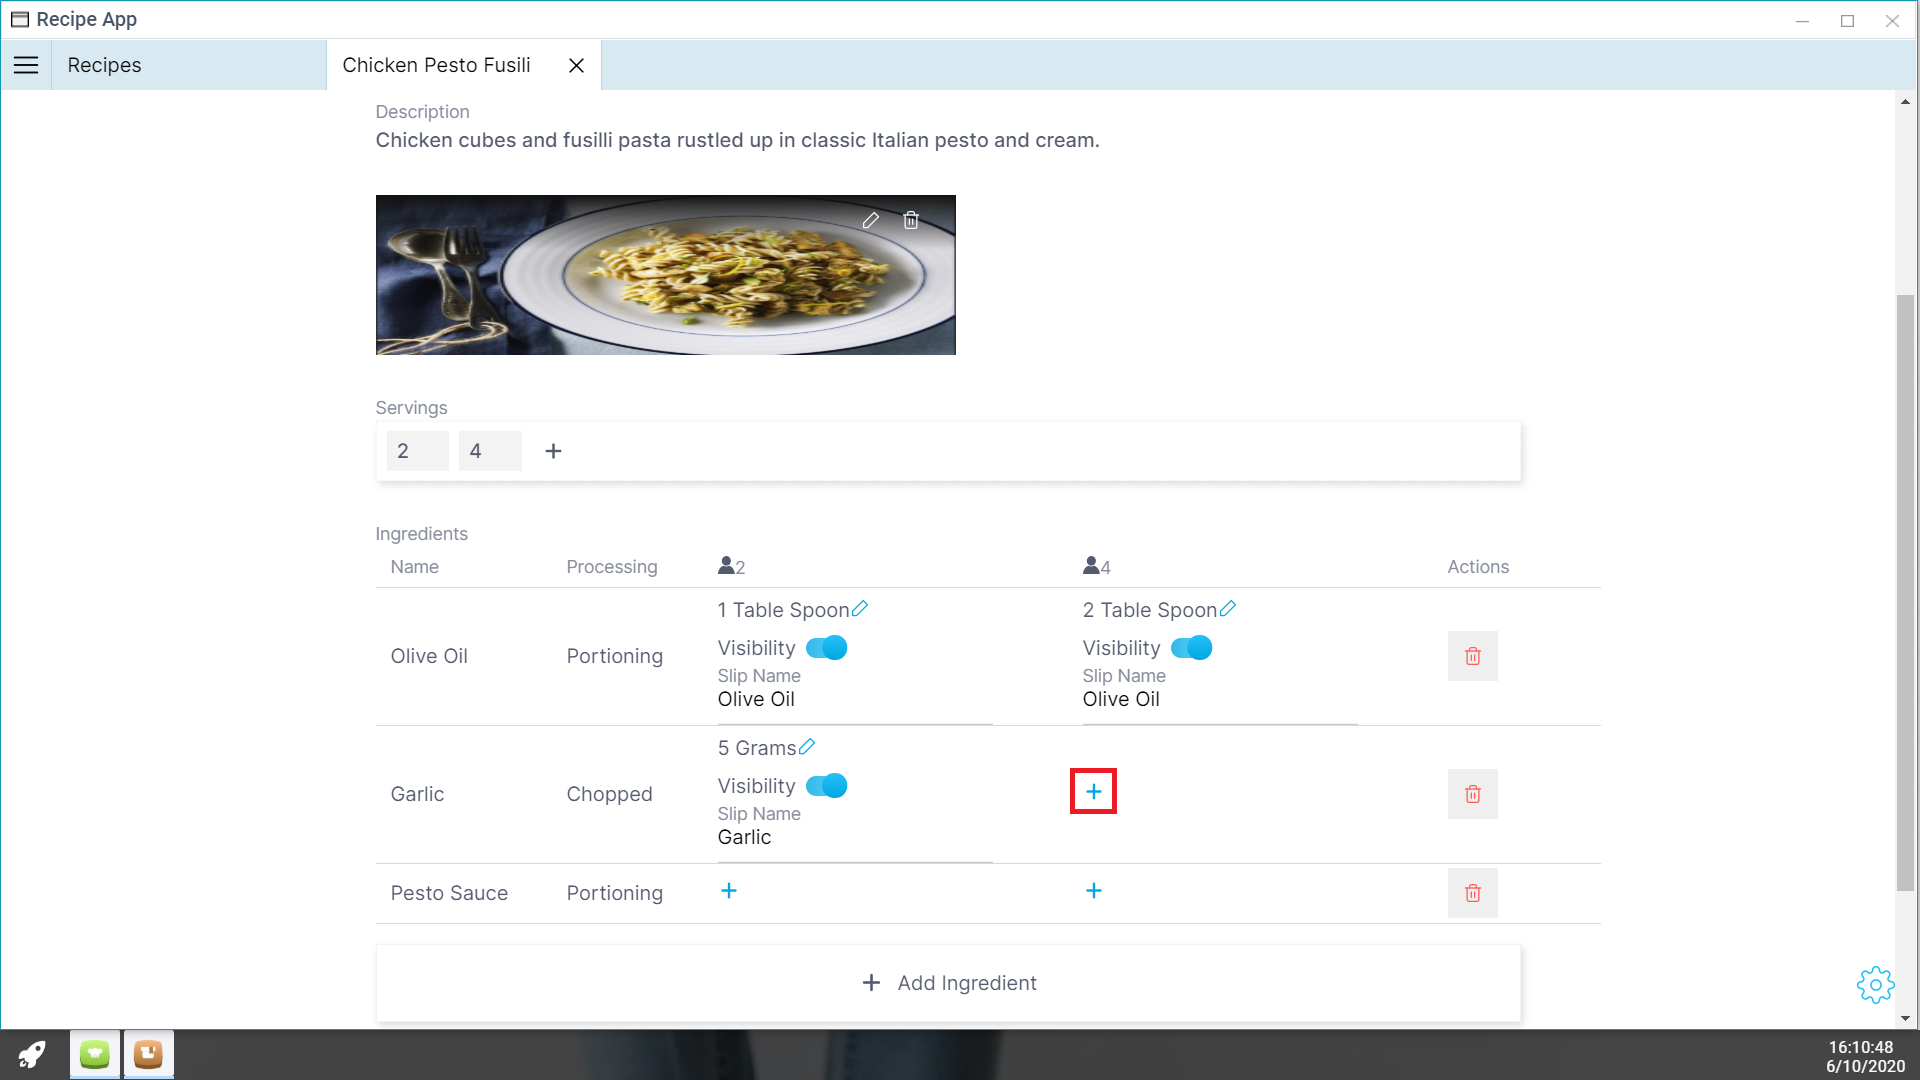 Recipe App
Recipes
Chicken Pesto Fusili
Description
Chicken cubes and fusilli pasta rustled up in classic Italian pesto and cream.
Servings
2 4 +
Ingredients
Name Processing 2 4 Actions
1 Table Spoon 2 Table Spoon
Visibility Visibility
Olive Oil Portioning
Slip Name Slip Name
Olive Oil Olive Oil
5 Grams
Visibility
Garlic Chopped +
Slip Name
Garlic
Pesto Sauce Portioning + +
+ Add Ingredient
16:10:48
6/10/2020